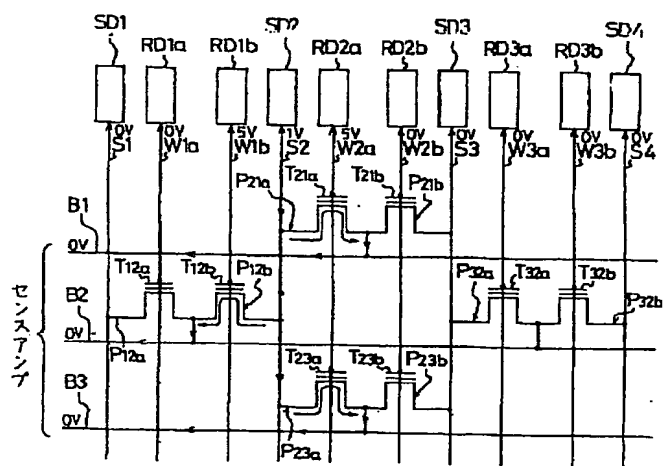 SD1 RD1a RD1b SD2 RD2a RD2b SD3 RD3a RD3b SD4
0V 0V 5V 1V 5V 0V 0V 0V 0V 0V
S1 W1a W1b S2 W2a W2b S3 W3a W3b S4
T21a T21b
P21a P21b
B1
0V
T12a T12b P12b P32a T32a T32b
B2
0V
P12a P32b
T23a T23b P23b
B3
0V
P23a
センスアンプ